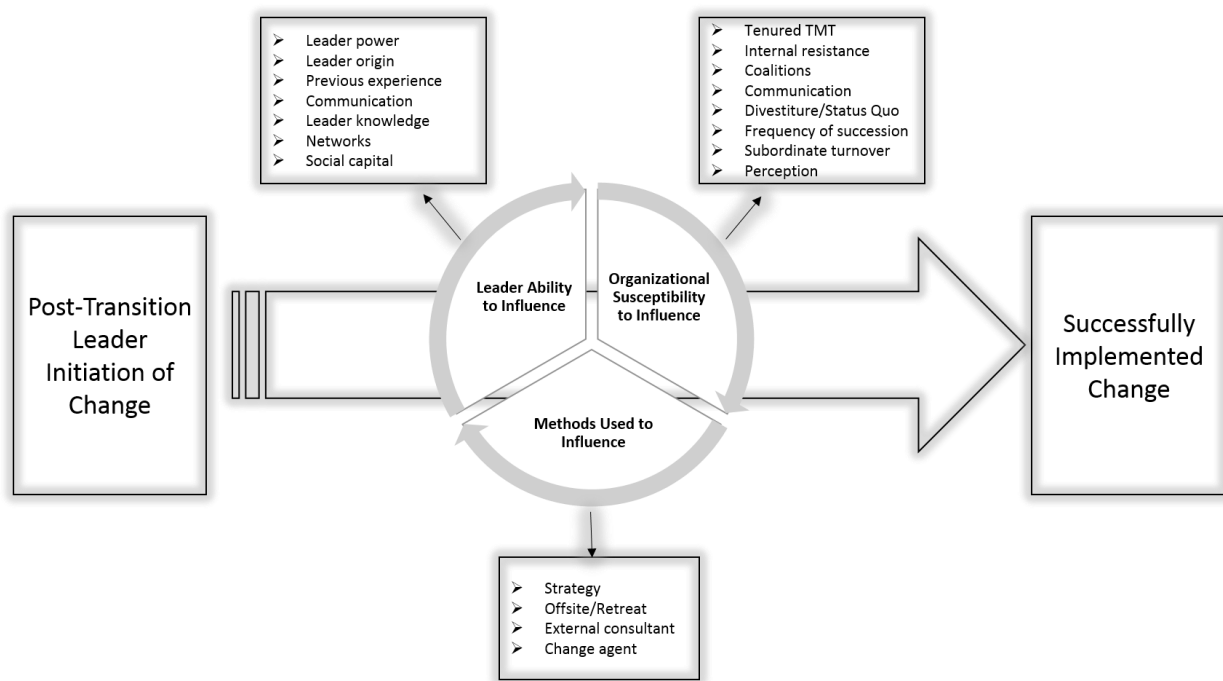 Leader power
Leader origin
Previous experience
Communication
Leader knowledge
Networks
Social capital
Tenured TMT
Internal resistance
Coalitions
Communication
Divestiture/Status Quo
Frequency of succession
Subordinate turnover
Perception
Post-Transition
Leader
Initiation of
Change
Leader Ability
to Influence
Organizational
Susceptibility
to Influence
Methods Used to
Influence
Successfully
Implemented
Change
Strategy
Offsite/Retreat
External consultant
Change agent